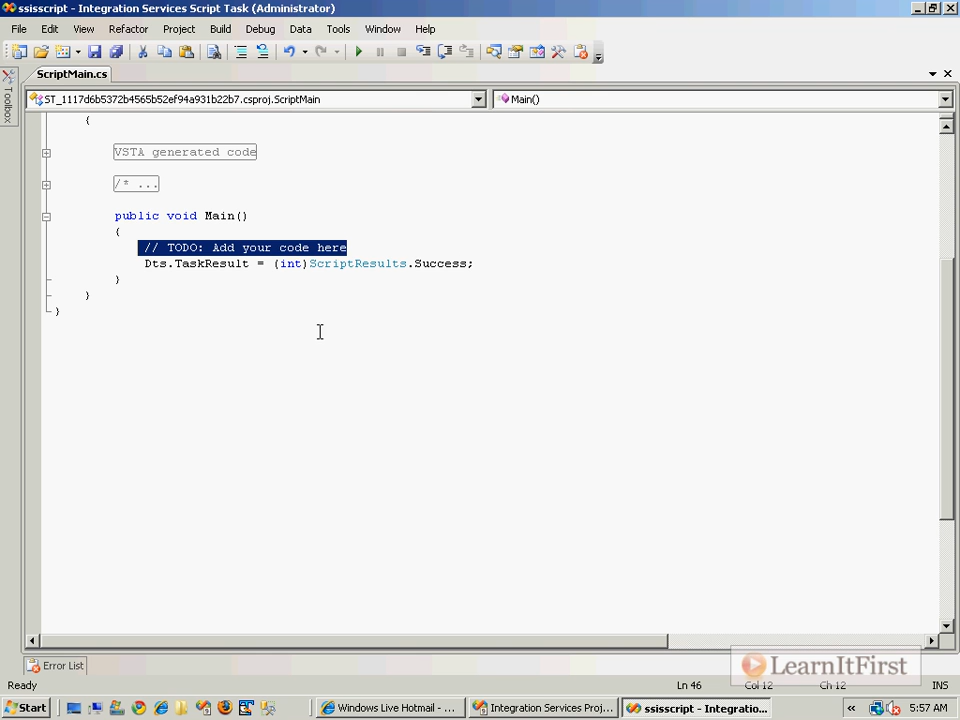 ssisscript - Integration Services Script Task (Administrator)
File Edit View Refactor Project Build Debug Data Tools Window Help
ScriptMain.cs
Toolbox
ST_1117d6b5372b4565b52ef94a931b22b7.csproj.ScriptMain
Main()
{
VSTA generated code
/* ...
public void Main()
{
// TODO: Add your code here
Dts.TaskResult = (int)ScriptResults.Success;
}
}
}
Error List
LearnItFirst
Ready
Ln 46 Col 12 Ch 12 INS
Start Windows Live Hotmail - ... Integration Services Proj... ssisscript - Integratio... « 5:57 AM